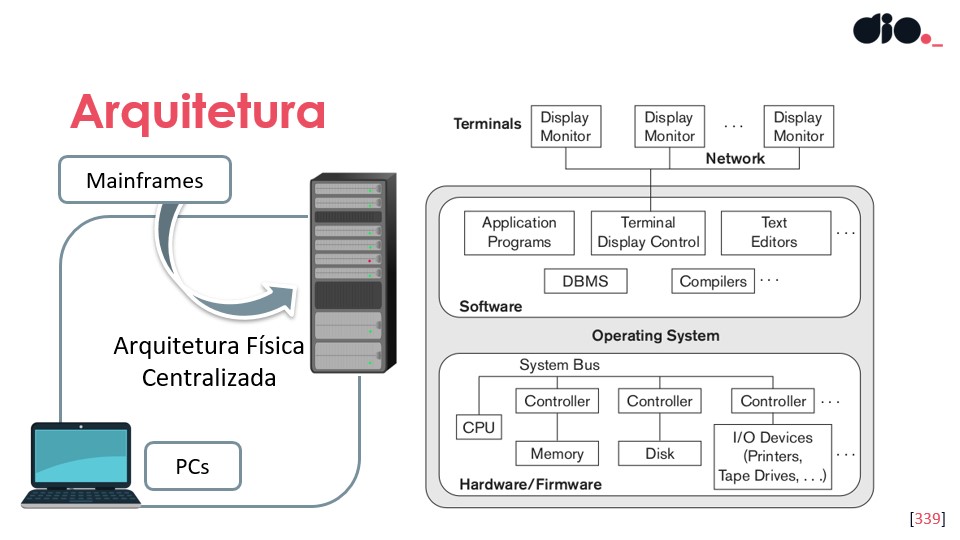 dio._
Arquitetura
Mainframes
Arquitetura Física
Centralizada
PCs
Terminals
Display
Monitor
Display
Monitor
. . .
Display
Monitor
Network
Application
Programs
Terminal
Display Control
Text
Editors
. . .
DBMS
Compilers
. . .
Software
Operating System
System Bus
Controller
Controller
Controller
. . .
CPU
Memory
Disk
I/O Devices
(Printers,
Tape Drives, . . .)
. . .
Hardware/Firmware
[339]